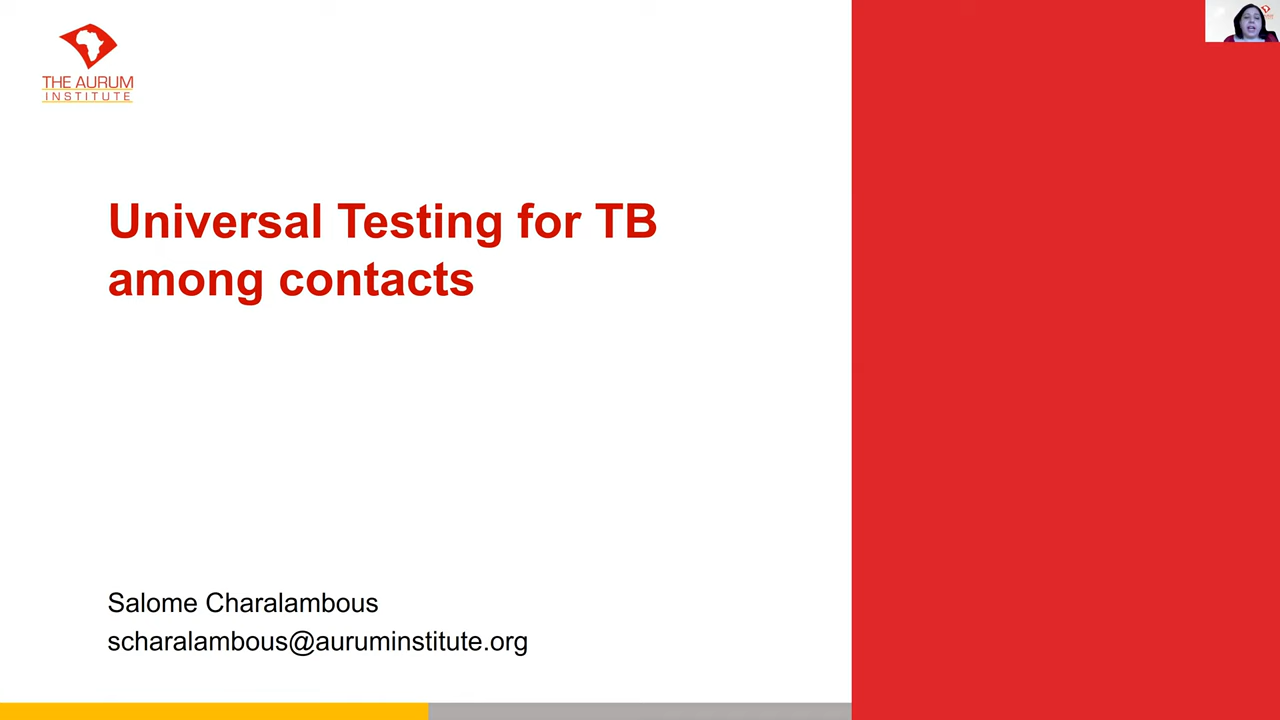 THE AURUM
INSTITUTE
Universal Testing for TB
among contacts
Salome Charalambous
scharalambous@auruminstitute.org